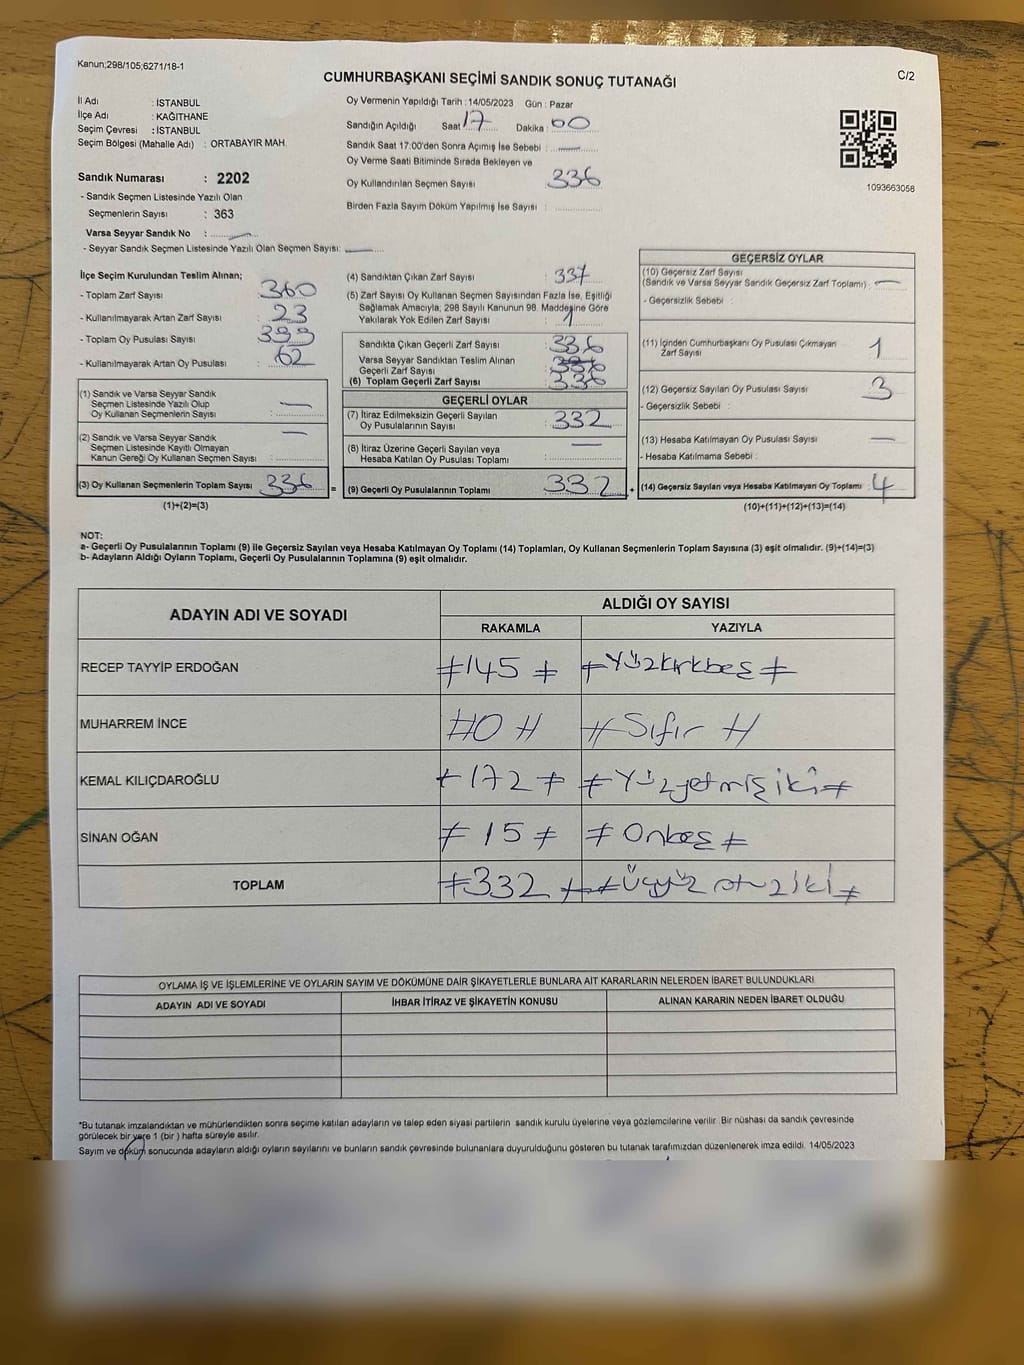 Kanun;298/105;6271/18-1
C/2
CUMHURBAŞKANI SEÇİMİ SANDIK SONUÇ TUTANAĞI
İl Adı : İSTANBUL
İlçe Adı : KAĞITHANE
Seçim Çevresi : İSTANBUL
Seçim Bölgesi (Mahalle Adı) : ORTABAYIR MAH.
Sandık Numarası : 2202
- Sandık Seçmen Listesinde Yazılı Olan
Seçmenlerin Sayısı : 363
Varsa Seyyar Sandık No : —
- Seyyar Sandık Seçmen Listesinde Yazılı Olan Seçmen Sayısı: —
Oy Vermenin Yapıldığı Tarih : 14/05/2023 Gün : Pazar
Sandığın Açıldığı Saat : 17 Dakika : 00
Sandık Saat 17:00'den Sonra Açımış İse Sebebi : —
Oy Verme Saati Bitiminde Sırada Bekleyen ve
Oy Kullandırılan Seçmen Sayısı 336
Birden Fazla Sayım Döküm Yapılmış İse Sayısı :
1093663058
İlçe Seçim Kurulundan Teslim Alınan;
- Toplam Zarf Sayısı : 360
- Kullanılmayarak Artan Zarf Sayısı : 23
- Toplam Oy Pusulası Sayısı :
- Kullanılmayarak Artan Oy Pusulası : 62
(1) Sandık ve Varsa Seyyar Sandık
Seçmen Listesinde Yazılı Olup
Oy Kullanan Seçmenlerin Sayısı : —
(2) Sandık ve Varsa Seyyar Sandık
Seçmen Listesinde Kayıtlı Olmayan
Kanun Gereği Oy Kullanan Seçmen Sayısı : —
(3) Oy Kullanan Seçmenlerin Toplam Sayısı 336 =
(1)+(2)=(3)
(4) Sandıktan Çıkan Zarf Sayısı : 337
(5) Zarf Sayısı Oy Kullanan Seçmen Sayısından Fazla İse, Eşitliği
Sağlamak Amacıyla, 298 Sayılı Kanunun 98. Maddesine Göre
Yakılarak Yok Edilen Zarf Sayısı : 1
Sandıkta Çıkan Geçerli Zarf Sayısı : 336
Varsa Seyyar Sandıktan Teslim Alınan
Geçerli Zarf Sayısı :
(6) Toplam Geçerli Zarf Sayısı : 336
GEÇERLİ OYLAR
(7) İtiraz Edilmeksizin Geçerli Sayılan
Oy Pusulalarının Sayısı : 332
(8) İtiraz Üzerine Geçerli Sayılan veya
Hesaba Katılan Oy Pusulası Toplamı : —
(9) Geçerli Oy Pusulalarının Toplamı : 332 +
GEÇERSİZ OYLAR
(10) Geçersiz Zarf Sayısı
(Sandık ve Varsa Seyyar Sandık Geçersiz Zarf Toplamı) : —
- Geçersizlik Sebebi :
(11) İçinden Cumhurbaşkanı Oy Pusulası Çıkmayan
Zarf Sayısı : 1
(12) Geçersiz Sayılan Oy Pusulası Sayısı : 3
- Geçersizlik Sebebi :
(13) Hesaba Katılmayan Oy Pusulası Sayısı : —
- Hesaba Katılmama Sebebi :
(14) Geçersiz Sayılan veya Hesaba Katılmayan Oy Toplamı : 4
(10)+(11)+(12)+(13)=(14)
NOT:
a- Geçerli Oy Pusulalarının Toplamı (9) ile Geçersiz Sayılan veya Hesaba Katılmayan Oy Toplamı (14) Toplamları, Oy Kullanan Seçmenlerin Toplam Sayısına (3) eşit olmalıdır. (9)+(14)=(3)
b- Adayların Aldığı Oyların Toplamı, Geçerli Oy Pusulalarının Toplamına (9) eşit olmalıdır.
ADAYIN ADI VE SOYADI
ALDIĞI OY SAYISI
RAKAMLA YAZIYLA
RECEP TAYYİP ERDOĞAN #145# #Yüzkırkbeş#
MUHARREM İNCE #0# #Sıfır#
KEMAL KILIÇDAROĞLU +172# #Yüzyetmişiki#
SİNAN OĞAN #15# #Onbeş#
TOPLAM #332# #Üçyüz otuziki#
OYLAMA İŞ VE İŞLEMLERİNE VE OYLARIN SAYIM VE DÖKÜMÜNE DAİR ŞİKAYETLERLE BUNLARA AİT KARARLARIN NELERDEN İBARET BULUNDUKLARI
ADAYIN ADI VE SOYADI İHBAR İTİRAZ VE ŞİKAYETİN KONUSU ALINAN KARARIN NEDEN İBARET OLDUĞU
*Bu tutanak imzalandıktan ve mühürlendikten sonra seçime katılan adayların ve talep eden siyasi partilerin sandık kurulu üyelerine veya gözlemcilerine verilir. Bir nüshası da sandık çevresinde
görülecek bir yere 1 (bir) hafta süreyle asılır.
Sayım ve döküm sonucunda adayların aldığı oyların sayılarını ve bunların sandık çevresinde bulunanlara duyurulduğunu gösteren bu tutanak tarafımızdan düzenlenerek imza edildi. 14/05/2023